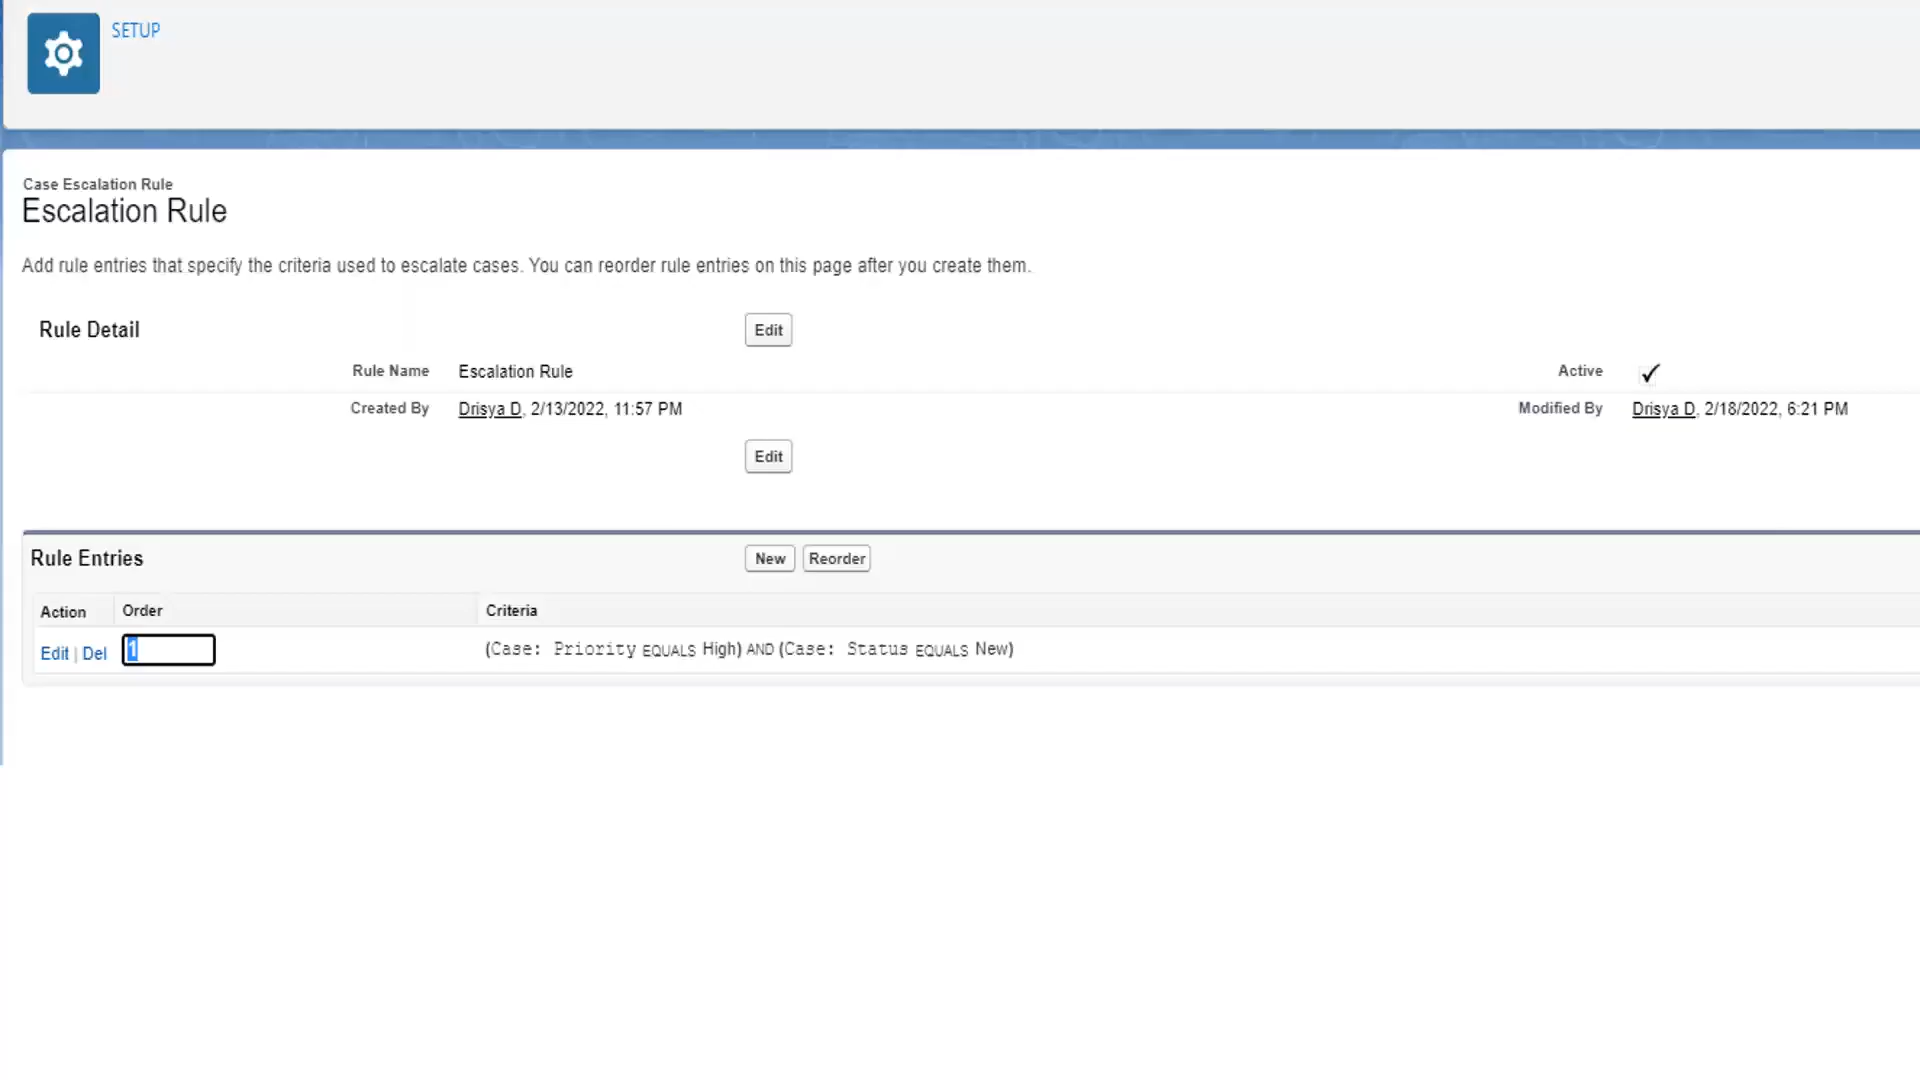 SETUP
Case Escalation Rule
Escalation Rule
Add rule entries that specify the criteria used to escalate cases. You can reorder rule entries on this page after you create them.
Rule Detail
Edit
Rule Name Escalation Rule Active ✓
Created By Drisya D, 2/13/2022, 11:57 PM Modified By Drisya D, 2/18/2022, 6:21 PM
Edit
Rule Entries New Reorder
Action Order Criteria
Edit | Del 1 (Case: Priority EQUALS High) AND (Case: Status EQUALS New)